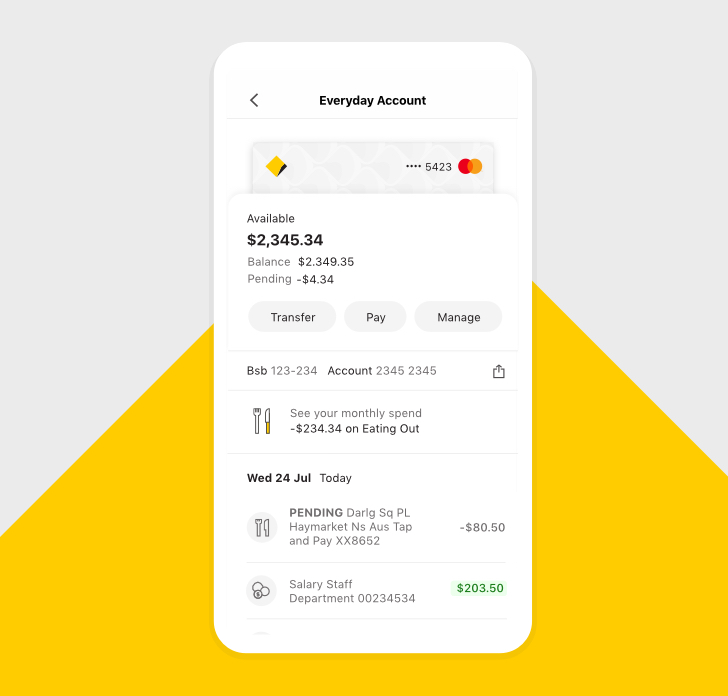 Everyday Account
•••• 5423
Available
$2,345.34
Balance $2.349.35
Pending -$4.34
Transfer Pay Manage
Bsb 123-234 Account 2345 2345
See your monthly spend
-$234.34 on Eating Out
Wed 24 Jul Today
PENDING Darlg Sq PL
Haymarket Ns Aus Tap
and Pay XX8652
-$80.50
Salary Staff
Department 00234534
$203.50